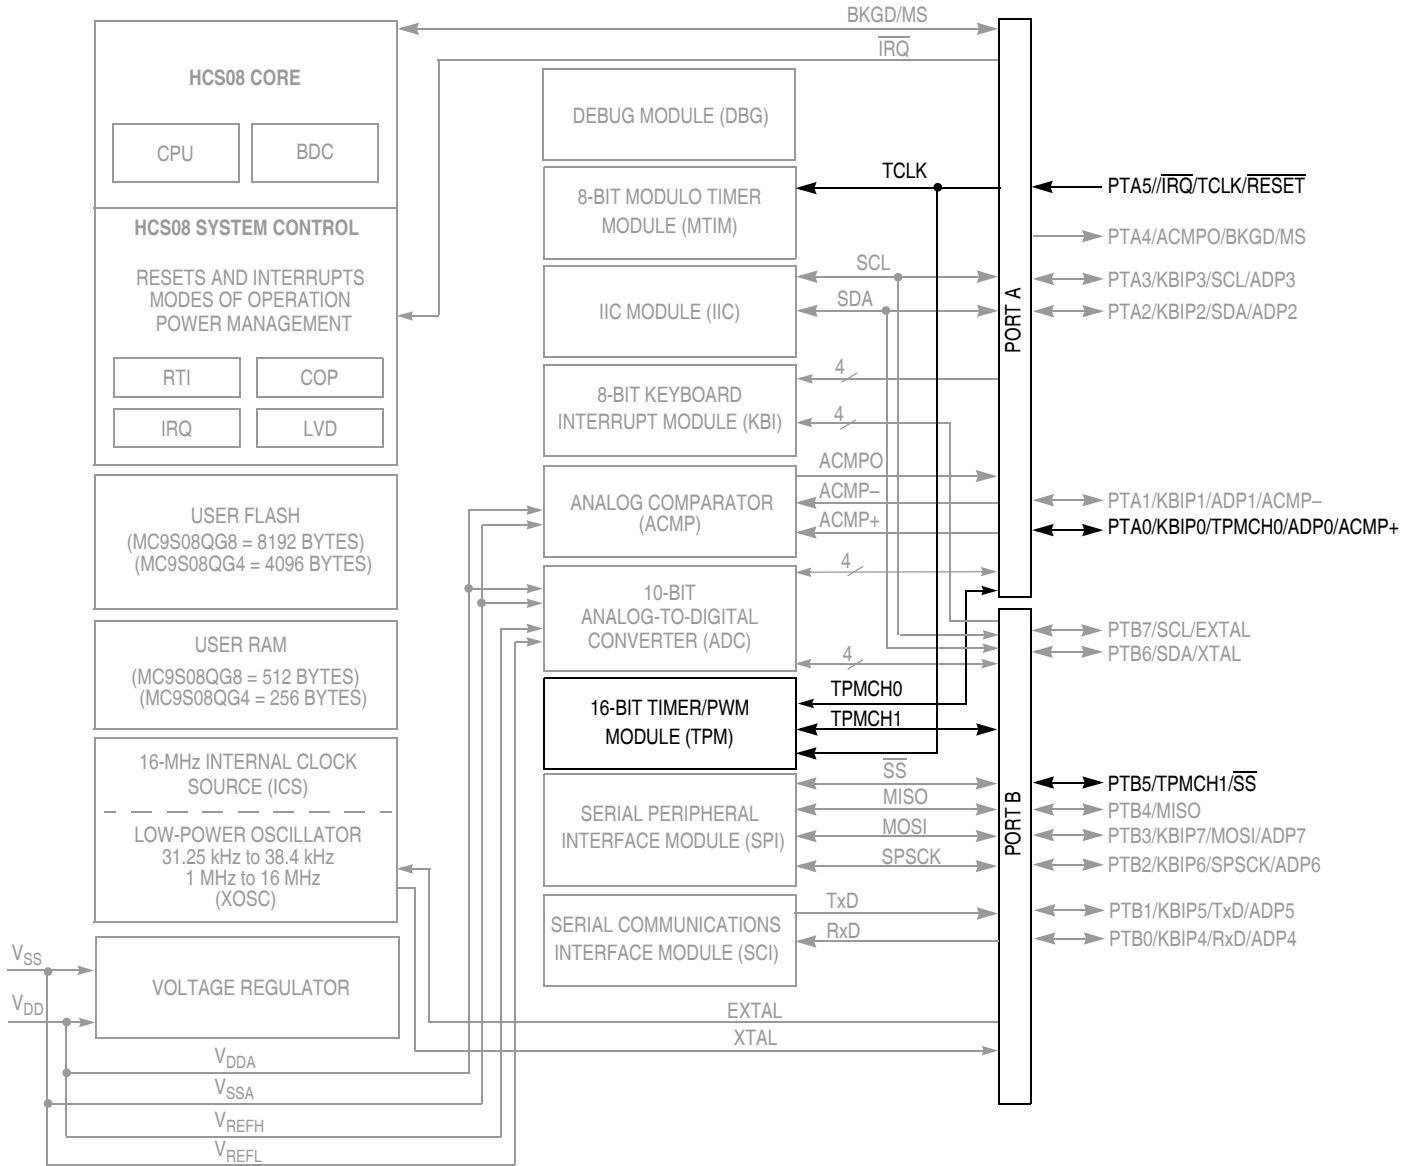 BKGD/MS
IRQ
HCS08 CORE
CPU
BDC
HCS08 SYSTEM CONTROL
RESETS AND INTERRUPTS
MODES OF OPERATION
POWER MANAGEMENT
RTI
COP
IRQ
LVD
USER FLASH
(MC9S08QG8 = 8192 BYTES)
(MC9S08QG4 = 4096 BYTES)
USER RAM
(MC9S08QG8 = 512 BYTES)
(MC9S08QG4 = 256 BYTES)
16-MHz INTERNAL CLOCK
SOURCE (ICS)
LOW-POWER OSCILLATOR
31.25 kHz to 38.4 kHz
1 MHz to 16 MHz
(XOSC)
VSS
VDD
VOLTAGE REGULATOR
VDDA
VSSA
VREFH
VREFL
DEBUG MODULE (DBG)
8-BIT MODULO TIMER
MODULE (MTIM)
TCLK
IIC MODULE (IIC)
SCL
SDA
8-BIT KEYBOARD
INTERRUPT MODULE (KBI)
4
4
ANALOG COMPARATOR
(ACMP)
ACMPO
ACMP–
ACMP+
10-BIT
ANALOG-TO-DIGITAL
CONVERTER (ADC)
4
4
16-BIT TIMER/PWM
MODULE (TPM)
TPMCH0
TPMCH1
SERIAL PERIPHERAL
INTERFACE MODULE (SPI)
SS
MISO
MOSI
SPSCK
SERIAL COMMUNICATIONS
INTERFACE MODULE (SCI)
TxD
RxD
EXTAL
XTAL
PORT A
PORT B
PTA5//IRQ/TCLK/RESET
PTA4/ACMPO/BKGD/MS
PTA3/KBIP3/SCL/ADP3
PTA2/KBIP2/SDA/ADP2
PTA1/KBIP1/ADP1/ACMP–
PTA0/KBIP0/TPMCH0/ADP0/ACMP+
PTB7/SCL/EXTAL
PTB6/SDA/XTAL
PTB5/TPMCH1/SS
PTB4/MISO
PTB3/KBIP7/MOSI/ADP7
PTB2/KBIP6/SPSCK/ADP6
PTB1/KBIP5/TxD/ADP5
PTB0/KBIP4/RxD/ADP4